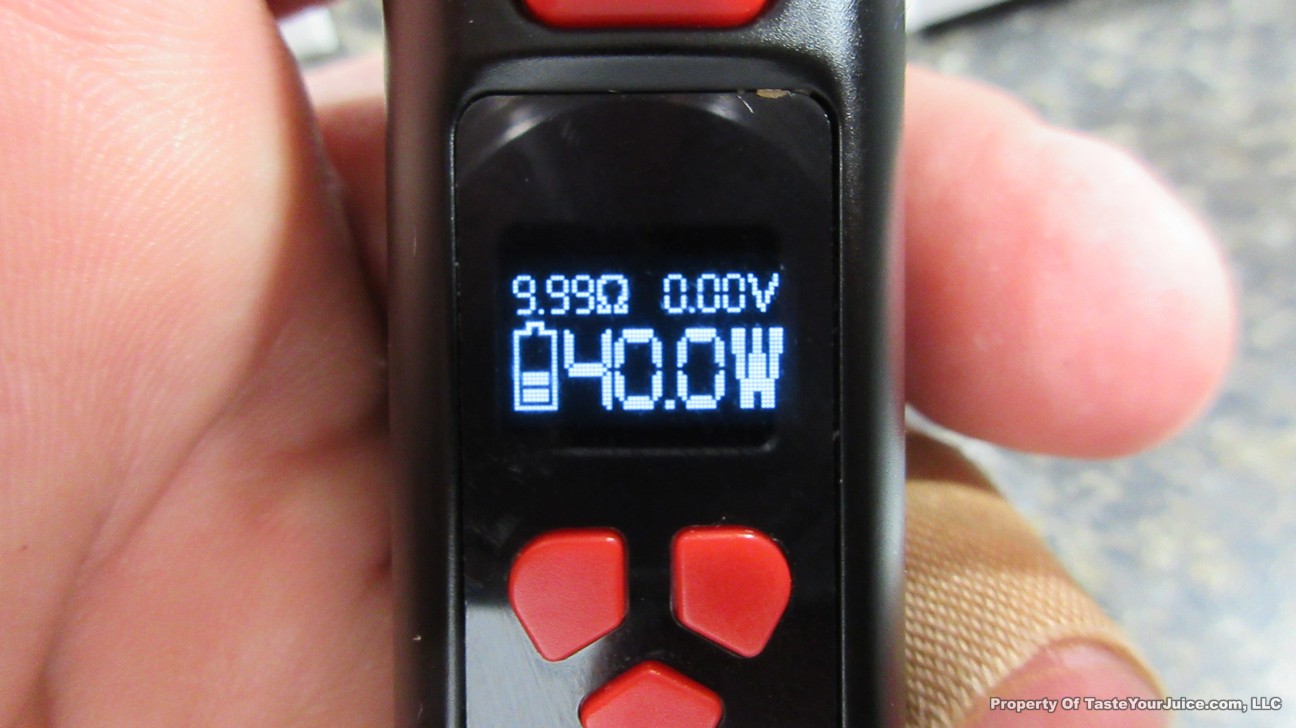 9.99Ω 0.00V
40.0W
Property Of TasteYourJuice.com, LLC